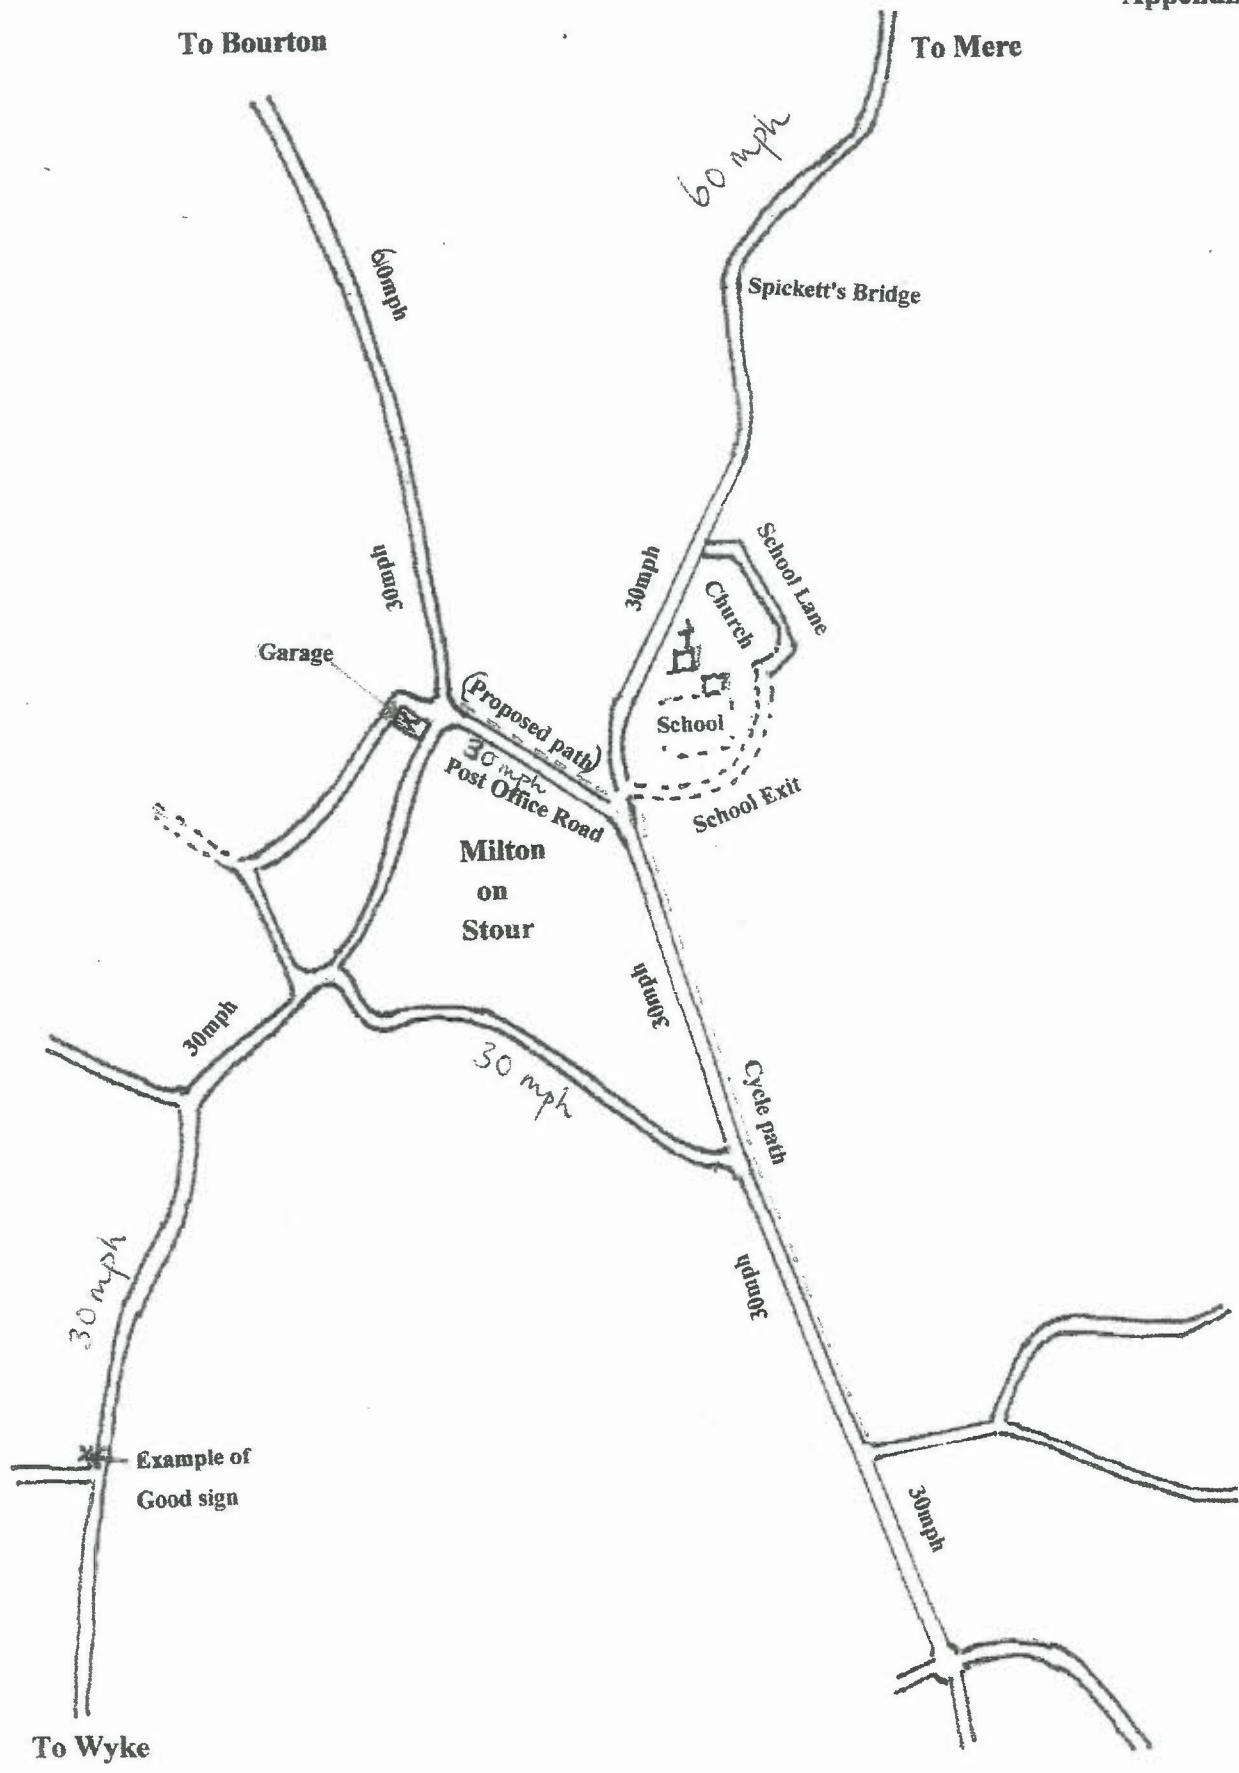 To Bourton
To Mere
60 mph
60mph
Spickett's Bridge
30mph
30mph
School Lane
Church
Garage
(Proposed path)
School
30 mph
Post Office Road
School Exit
Milton
on
Stour
30mph
30mph
30 mph
Cycle path
30 mph
30mph
Example of
Good sign
30mph
To Wyke